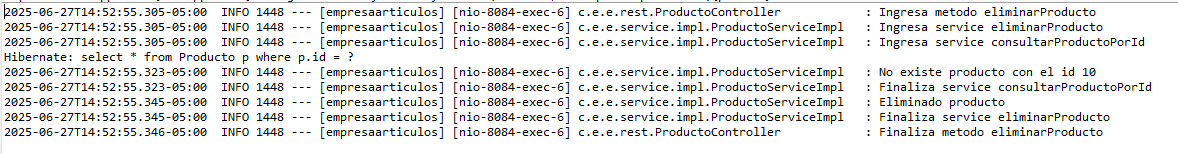 2025-06-27T14:52:55.305-05:00  INFO 1448 --- [empresaarticulos] [nio-8084-exec-6] c.e.e.rest.ProductoController            : Ingresa metodo eliminarProducto
2025-06-27T14:52:55.305-05:00  INFO 1448 --- [empresaarticulos] [nio-8084-exec-6] c.e.e.service.impl.ProductoServiceImpl   : Ingresa service eliminarProducto
2025-06-27T14:52:55.305-05:00  INFO 1448 --- [empresaarticulos] [nio-8084-exec-6] c.e.e.service.impl.ProductoServiceImpl   : Ingresa service consultarProductoPorId
Hibernate: select * from Producto p where p.id = ?
2025-06-27T14:52:55.323-05:00  INFO 1448 --- [empresaarticulos] [nio-8084-exec-6] c.e.e.service.impl.ProductoServiceImpl   : No existe producto con el id 10
2025-06-27T14:52:55.323-05:00  INFO 1448 --- [empresaarticulos] [nio-8084-exec-6] c.e.e.service.impl.ProductoServiceImpl   : Finaliza service consultarProductoPorId
2025-06-27T14:52:55.345-05:00  INFO 1448 --- [empresaarticulos] [nio-8084-exec-6] c.e.e.service.impl.ProductoServiceImpl   : Eliminado producto
2025-06-27T14:52:55.345-05:00  INFO 1448 --- [empresaarticulos] [nio-8084-exec-6] c.e.e.service.impl.ProductoServiceImpl   : Finaliza service eliminarProducto
2025-06-27T14:52:55.346-05:00  INFO 1448 --- [empresaarticulos] [nio-8084-exec-6] c.e.e.rest.ProductoController            : Finaliza metodo eliminarProducto